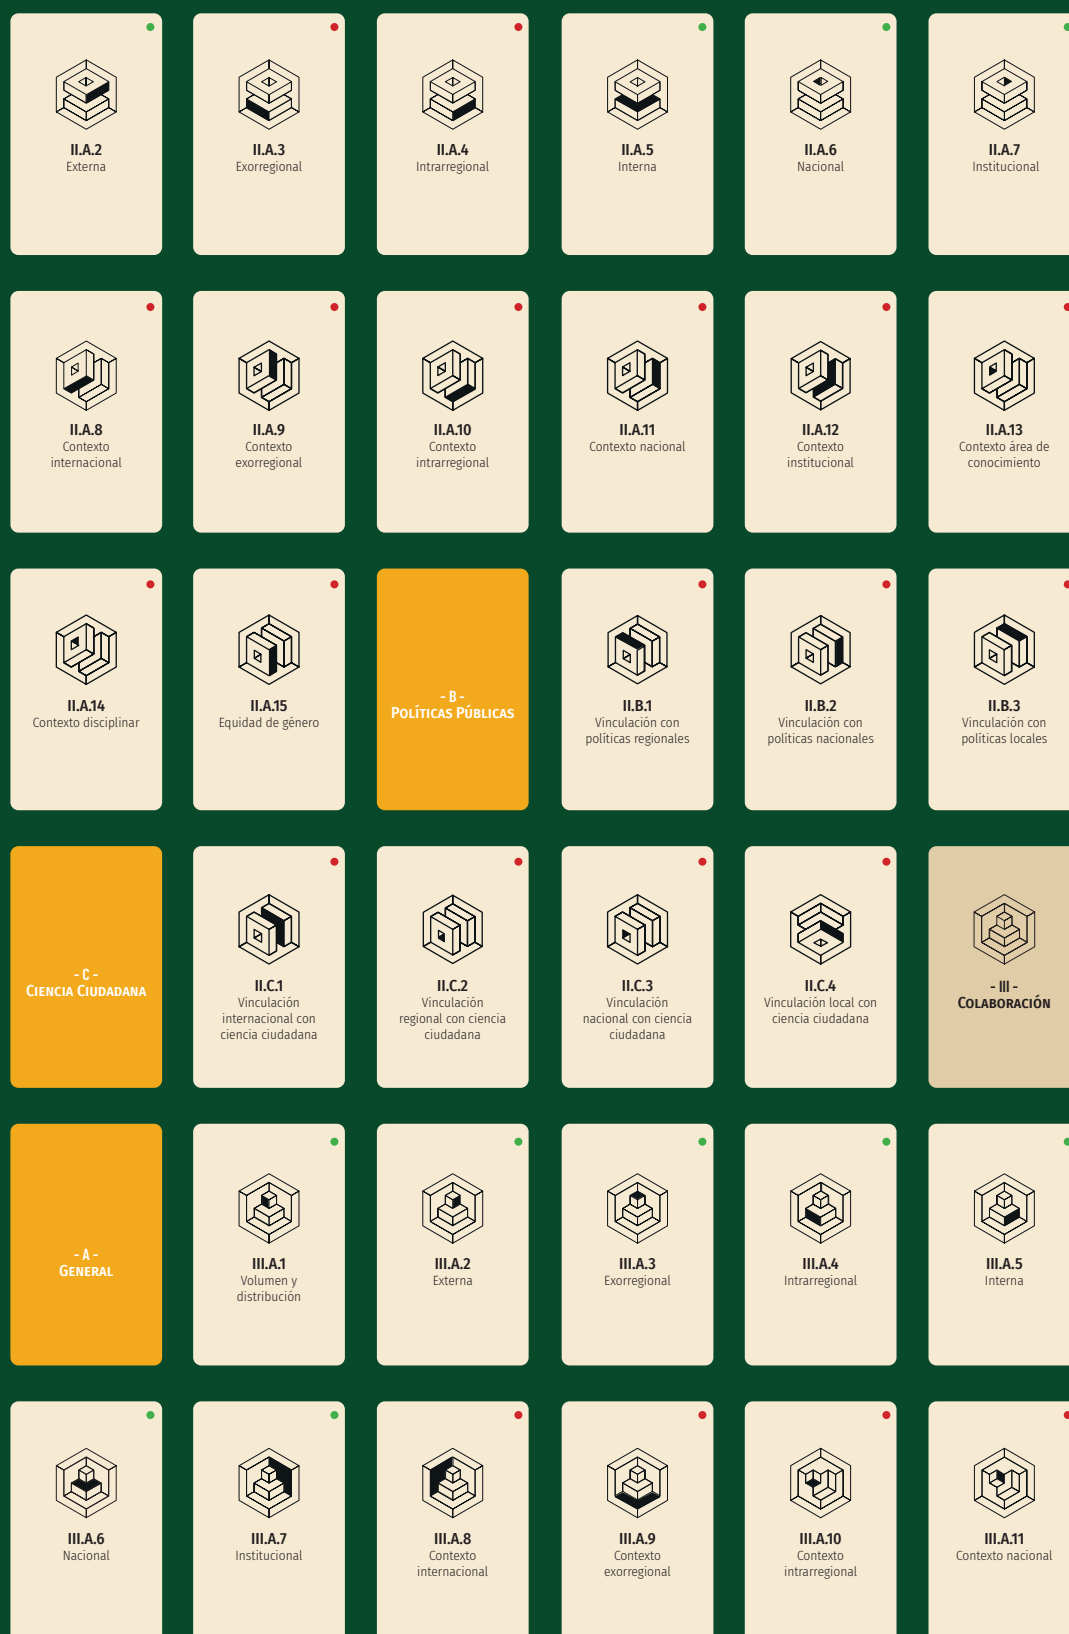 II.A.2
Externa
II.A.3
Exorregional
II.A.4
Intrarregional
II.A.5
Interna
II.A.6
Nacional
II.A.7
Institucional
II.A.8
Contexto
internacional
II.A.9
Contexto
exorregional
II.A.10
Contexto
intrarregional
II.A.11
Contexto nacional
II.A.12
Contexto
institucional
II.A.13
Contexto área de
conocimiento
II.A.14
Contexto disciplinar
II.A.15
Equidad de género
- B -
Políticas Públicas
II.B.1
Vinculación con
políticas regionales
II.B.2
Vinculación con
políticas nacionales
II.B.3
Vinculación con
políticas locales
- C -
Ciencia Ciudadana
II.C.1
Vinculación
internacional con
ciencia ciudadana
II.C.2
Vinculación
regional con ciencia
ciudadana
II.C.3
Vinculación
nacional con ciencia
ciudadana
II.C.4
Vinculación local con
ciencia ciudadana
- III -
Colaboración
- A -
General
III.A.1
Volumen y
distribución
III.A.2
Externa
III.A.3
Exorregional
III.A.4
Intrarregional
III.A.5
Interna
III.A.6
Nacional
III.A.7
Institucional
III.A.8
Contexto
internacional
III.A.9
Contexto
exorregional
III.A.10
Contexto
intrarregional
III.A.11
Contexto nacional